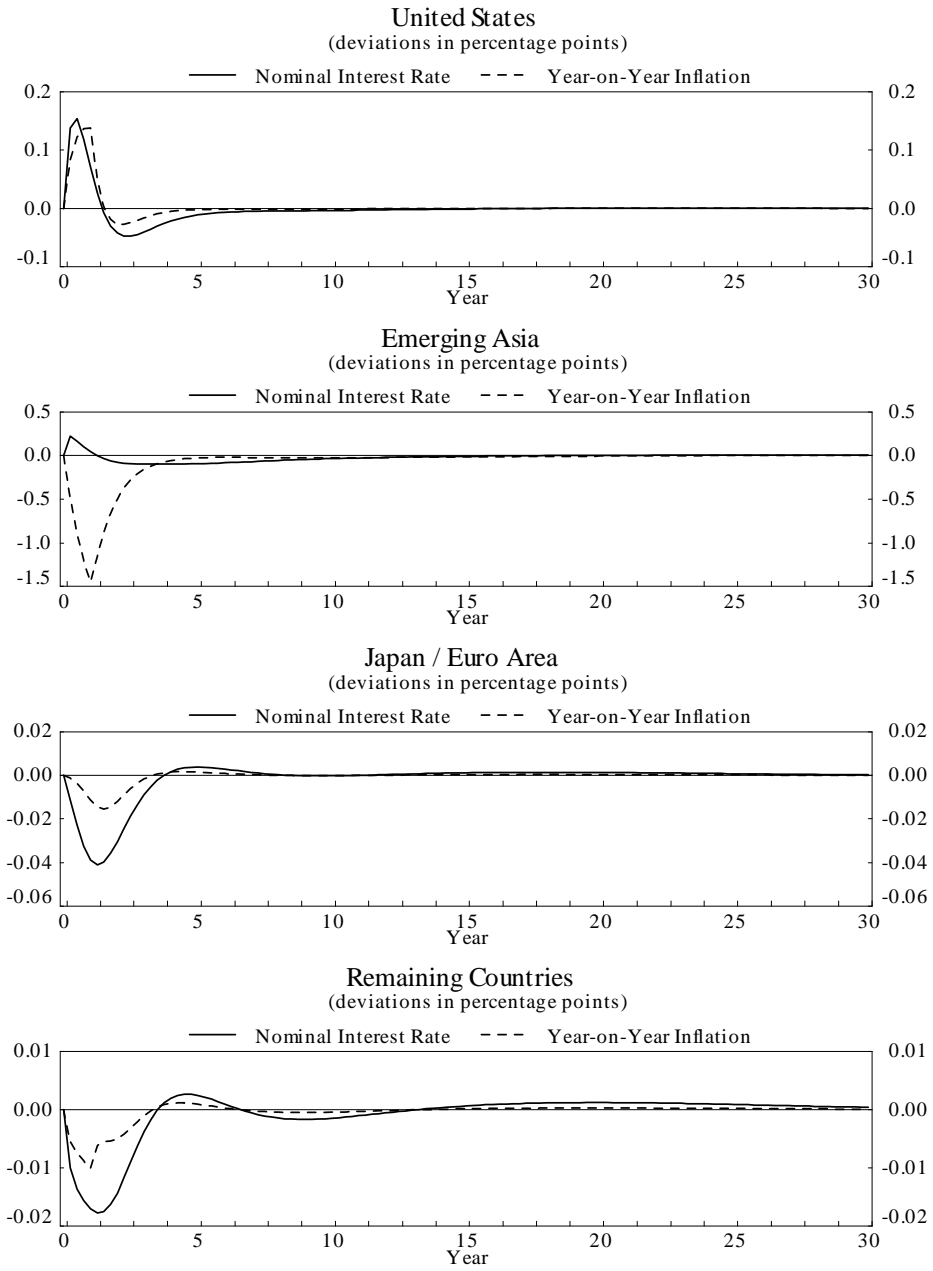 United States
(deviations in percentage points)
Nominal Interest Rate Year-on-Year Inflation
0.2 0.2
0.1 0.1
0.0 0.0
-0.1 -0.1
0 5 10 15 20 25 30
Year
Emerging Asia
(deviations in percentage points)
Nominal Interest Rate Year-on-Year Inflation
0.5 0.5
0.0 0.0
-0.5 -0.5
-1.0 -1.0
-1.5 -1.5
0 5 10 15 20 25 30
Year
Japan / Euro Area
(deviations in percentage points)
Nominal Interest Rate Year-on-Year Inflation
0.02 0.02
0.00 0.00
-0.02 -0.02
-0.04 -0.04
-0.06 -0.06
0 5 10 15 20 25 30
Year
Remaining Countries
(deviations in percentage points)
Nominal Interest Rate Year-on-Year Inflation
0.01 0.01
0.00 0.00
-0.01 -0.01
-0.02 -0.02
0 5 10 15 20 25 30
Year